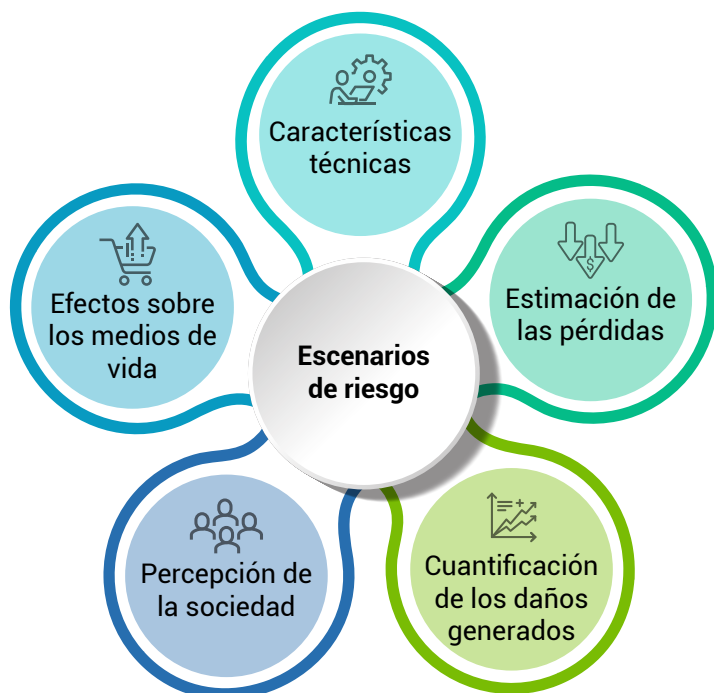 Características
técnicas
Estimación de
las pérdidas
Cuantificación
de los daños
generados
Percepción de
la sociedad
Efectos sobre
los medios de
vida
Escenarios
de riesgo
$